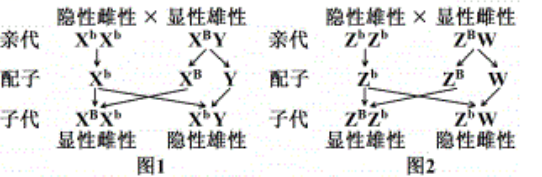 隐性雌性 × 显性雄性
亲代 XᵇXᵇ XᴮY
配子 Xᵇ Xᴮ Y
子代 XᴮXᵇ XᵇY
显性雌性 隐性雄性
图1
隐性雌性 × 显性雄性
亲代 ZᵇZᵇ ZᴮW
配子 Zᵇ Zᴮ W
子代 ZᴮZᵇ ZᵇW
显性雄性 隐性雌性
图2